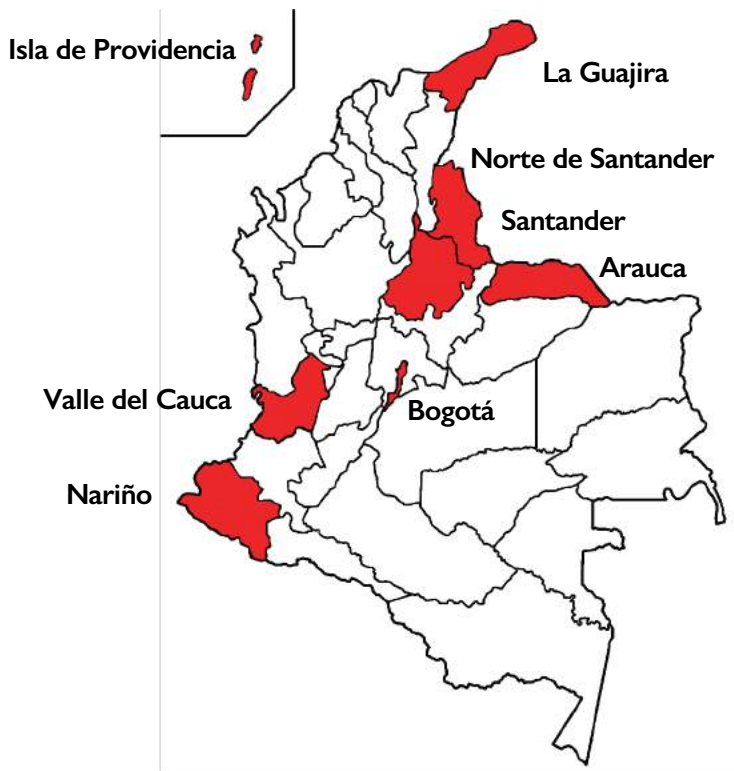 Isla de Providencia
La Guajira
Norte de Santander
Santander
Arauca
Valle del Cauca
Bogotá
Nariño